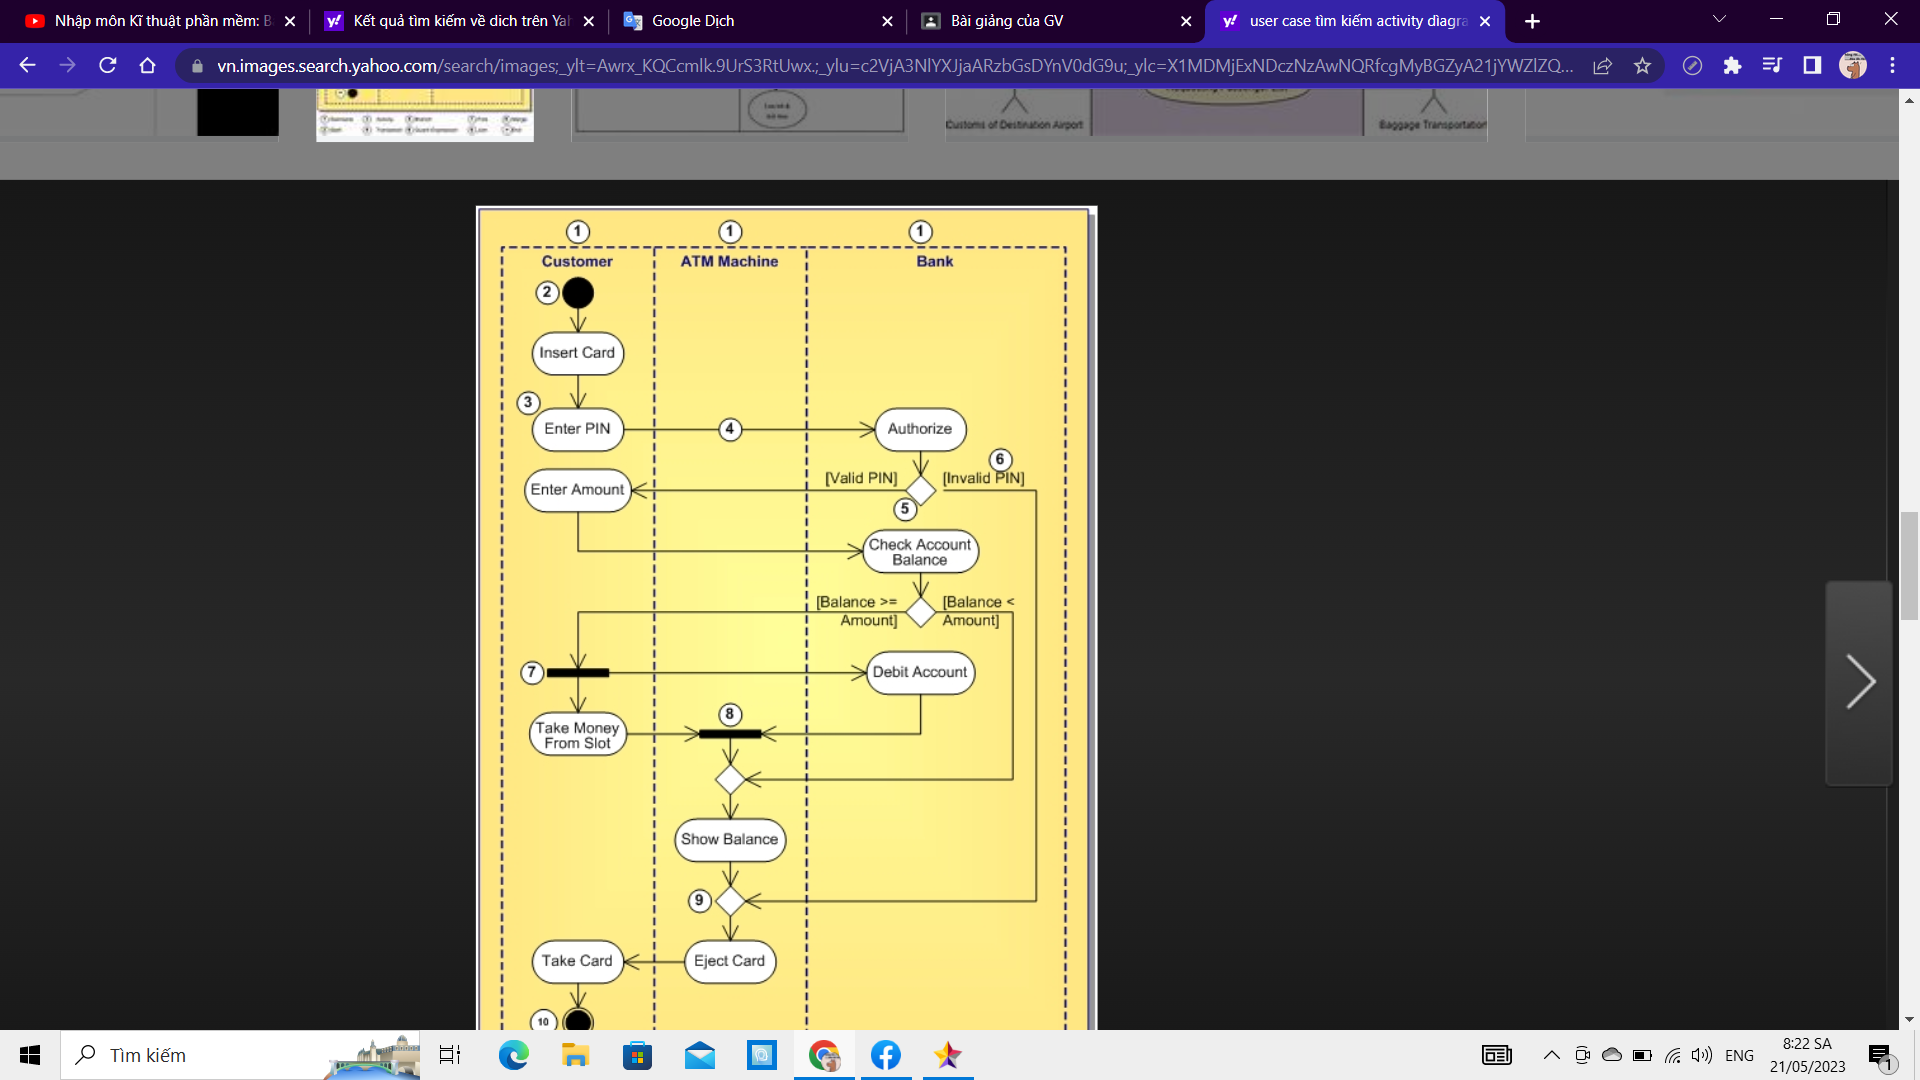 Nhập môn Kĩ thuật phần mềm: B
Kết quả tìm kiếm về dich trên Yah
Google Dịch
Bài giảng của GV
user case tìm kiếm activity diagra
vn.images.search.yahoo.com/search/images;_ylt=Awrx_KQCcmlk.9UrS3RtUwx.;_ylu=c2VjA3NlYXJjaARzbGsDYnV0dG9u;_ylc=X1MDMjExNDczNzAwNQRfcgMyBGZyA21jYWZlZQ...
Customs of Destination Airport
Baggage Transportation
1 1 1
Customer ATM Machine Bank
2
Insert Card
3
Enter PIN 4 Authorize
6
[Valid PIN] [Invalid PIN]
Enter Amount
5
Check Account
Balance
[Balance >= [Balance <
Amount] Amount]
7 Debit Account
8
Take Money
From Slot
Show Balance
9
Take Card Eject Card
10
Tìm kiếm
ENG
8:22 SA
21/05/2023
1